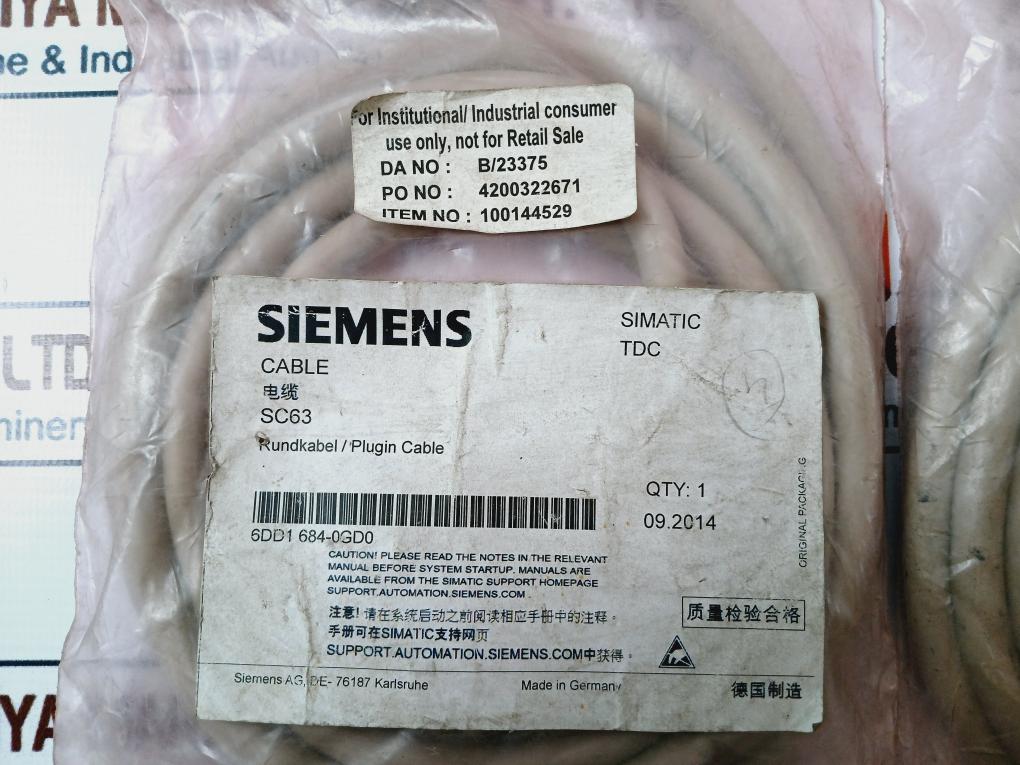 IYA M
ne & Ind
For Institutional/ Industrial consumer
use only, not for Retail Sale
DA NO : B/23375
PO NO : 4200322671
ITEM NO : 100144529
LTD
SIEMENS
SIMATIC
TDC
CABLE
电缆
SC63
Rundkabel / Plugin Cable
QTY: 1
09.2014
ORIGINAL PACKAGING
6DD1 684-0GD0
CAUTION! PLEASE READ THE NOTES IN THE RELEVANT
MANUAL BEFORE SYSTEM STARTUP. MANUALS ARE
AVAILABLE FROM THE SIMATIC SUPPORT HOMEPAGE
SUPPORT.AUTOMATION.SIEMENS.COM .
注意! 请在系统启动之前阅读相应手册中的注释。
手册可在SIMATIC支持网页
SUPPORT.AUTOMATION.SIEMENS.COM中获得。
质量检验合格
Siemens AG, DE- 76187 Karlsruhe
Made in Germany
德国制造
YA